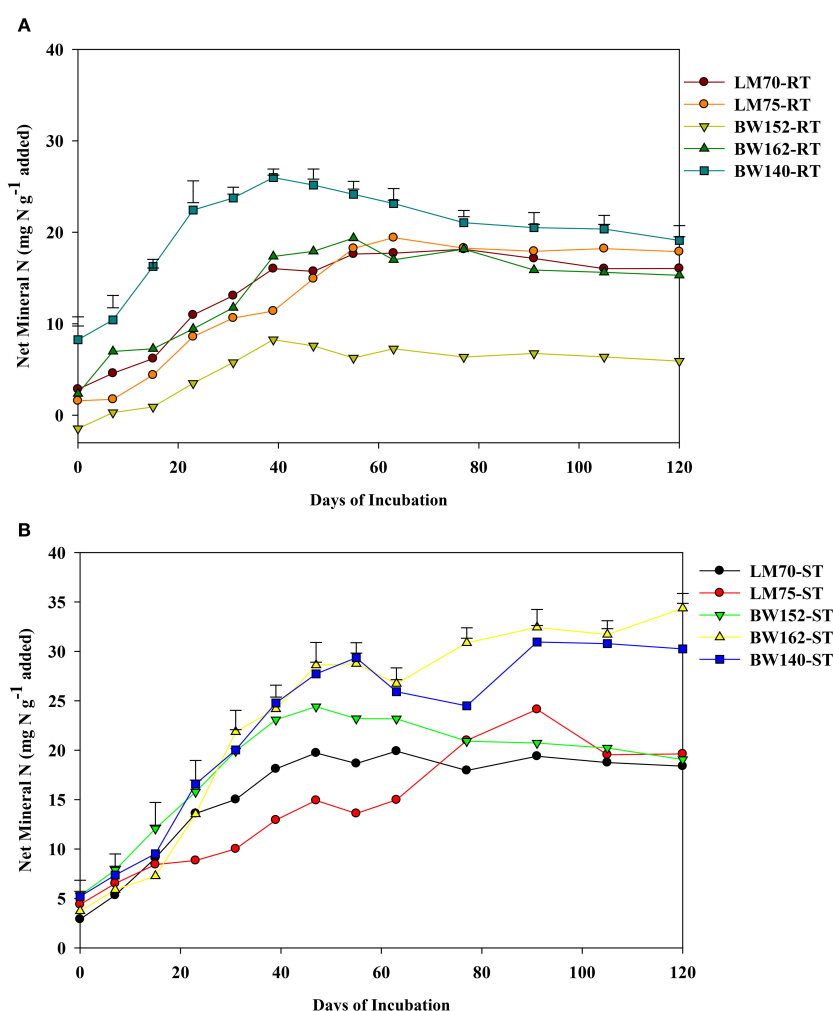 A
Net Mineral N (mg N g-1 added)
40
30
20
10
0
0 20 40 60 80 100 120
Days of Incubation
LM70-RT
LM75-RT
BW152-RT
BW162-RT
BW140-RT
B
Net Mineral N (mg N g-1 added)
40
35
30
25
20
15
10
5
0
0 20 40 60 80 100 120
Days of Incubation
LM70-ST
LM75-ST
BW152-ST
BW162-ST
BW140-ST